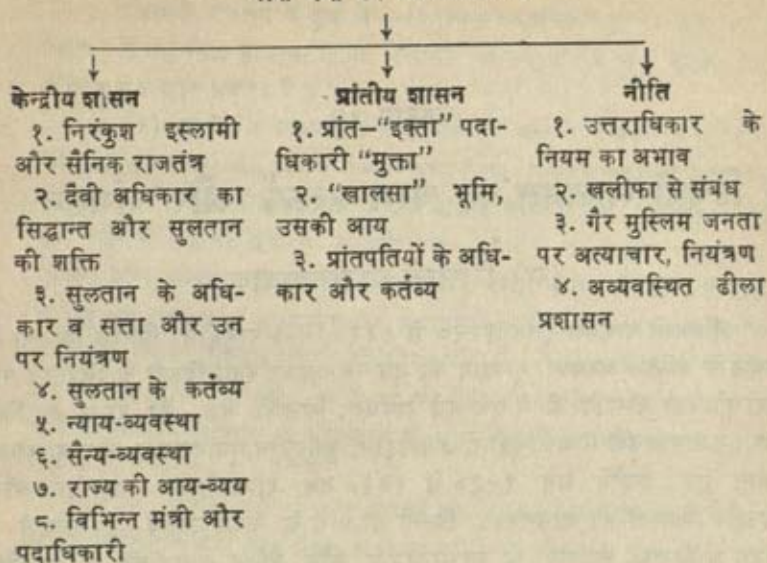 केन्द्रीय शासन
१. निरंकुश इस्लामी
और सैनिक राजतंत्र
२. दैवी अधिकार का
सिद्धान्त और सुलतान
की शक्ति
३. सुलतान के अधि-
कार व सत्ता और उन
पर नियंत्रण
४. सुलतान के कर्तव्य
५. न्याय-व्यवस्था
६. सैन्य-व्यवस्था
७. राज्य की आय-व्यय
८. विभिन्न मंत्री और
पदाधिकारी
प्रांतीय शासन
१. प्रांत–"इक्ता" पदा-
धिकारी "मुक्ता"
२. "खालसा" भूमि,
उसकी आय
३. प्रांतपतियों के अधि-
कार और कर्तव्य
नीति
१. उत्तराधिकार के
नियम का अभाव
२. खलीफा से संबंध
३. गैर मुस्लिम जनता
पर अत्याचार, नियंत्रण
४. अव्यवस्थित ढीला
प्रशासन